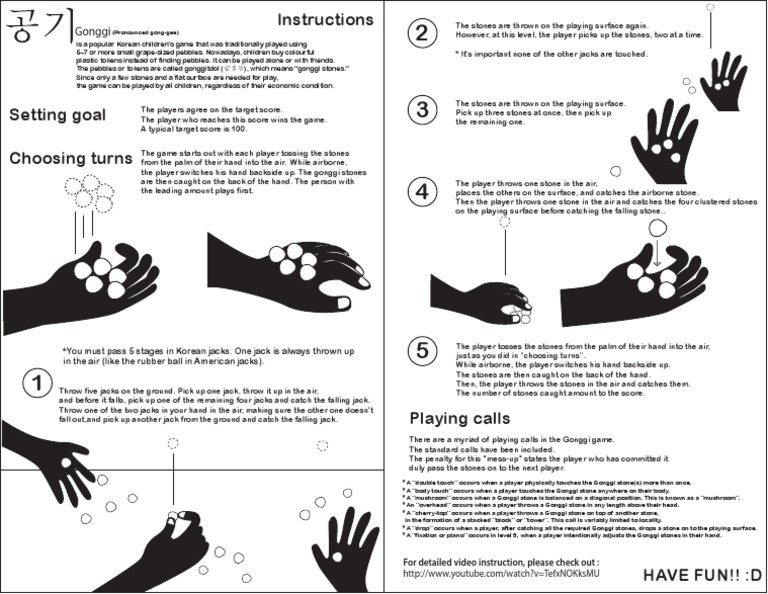 공기
Instructions
Gonggi (Pronounced gong-gee)
is a popular Korean children's game that was traditionally played using
5-7 or more small grape-sized pebbles. Nowadays, children buy colourful
plastic tokens instead of finding pebbles. It can be played alone or with friends.
The pebbles or tokens are called gonggitdol ( ), which means "gonggi stones."
Since only a few stones and a flat surface are needed for play,
the game can be played by all children, regardless of their economic condition.
Setting goal
The players agree on the target score.
The player who reaches this score wins the game.
A typical target score is 100.
Choosing turns
The game starts out with each player tossing the stones
from the palm of their hand into the air. While airborne,
the player switches his hand backside up. The gonggi stones
are then caught on the back of the hand. The person with
the leading amount plays first.
*You must pass 5 stages in Korean jacks. One jack is always thrown up
in the air (like the rubber ball in American jacks).
1
Throw five jacks on the ground. Pick up one jack, throw it up in the air,
and before it falls, pick up one of the remaining four jacks and catch the falling jack.
Throw one of the two jacks in your hand in the air, making sure the other one doesn't
fall out,and pick up another jack from the ground and catch the falling jack.
2
The stones are thrown on the playing surface again.
However, at this level, the player picks up the stones, two at a time.
* It's important none of the other jacks are touched.
3
The stones are thrown on the playing surface.
Pick up three stones at once, then pick up
the remaining one.
4
The player throws one stone in the air,
places the others on the surface, and catches the airborne stone.
Then the player throws one stone in the air and catches the four clustered stones
on the playing surface before catching the falling stone..
5
The player tosses the stones from the palm of their hand into the air,
just as you did in "choosing turns".
While airborne, the player switches his hand backside up.
The stones are then caught on the back of the hand.
Then, the player throws the stones in the air and catches them.
The number of stones caught amount to the score.
Playing calls
There are a myriad of playing calls in the Gonggi game.
The standard calls have been included.
The penalty for this "mess-up" states the player who has committed it
duly pass the stones on to the next player.
* A "double touch" occurs when a player physically touches the Gonggi stone(s) more than once.
* A "body touch" occurs when a player touches the Gonggi stone anywhere on their body.
* A "mushroom" occurs when a Gonggi stone is balanced on a diagonal position. This is known as a "mushroom".
* An "overhead" occurs when a player throws a Gonggi stone in any length above their head.
* A "cherry-top" occurs when a player throws a Gonggi stone on top of another stone,
in the formation of a stacked "block" or "tower". This call is variably limited to locality.
* A "drop" occurs when a player, after catching all the required Gonggi stones, drops a stone on to the playing surface.
* A "fixation or piano" occurs in level 5, when a player intentionally adjusts the Gonggi stones in their hand.
For detailed video instruction, please check out :
http://www.youtube.com/watch?v=TefxNOKksMU
HAVE FUN!! :D